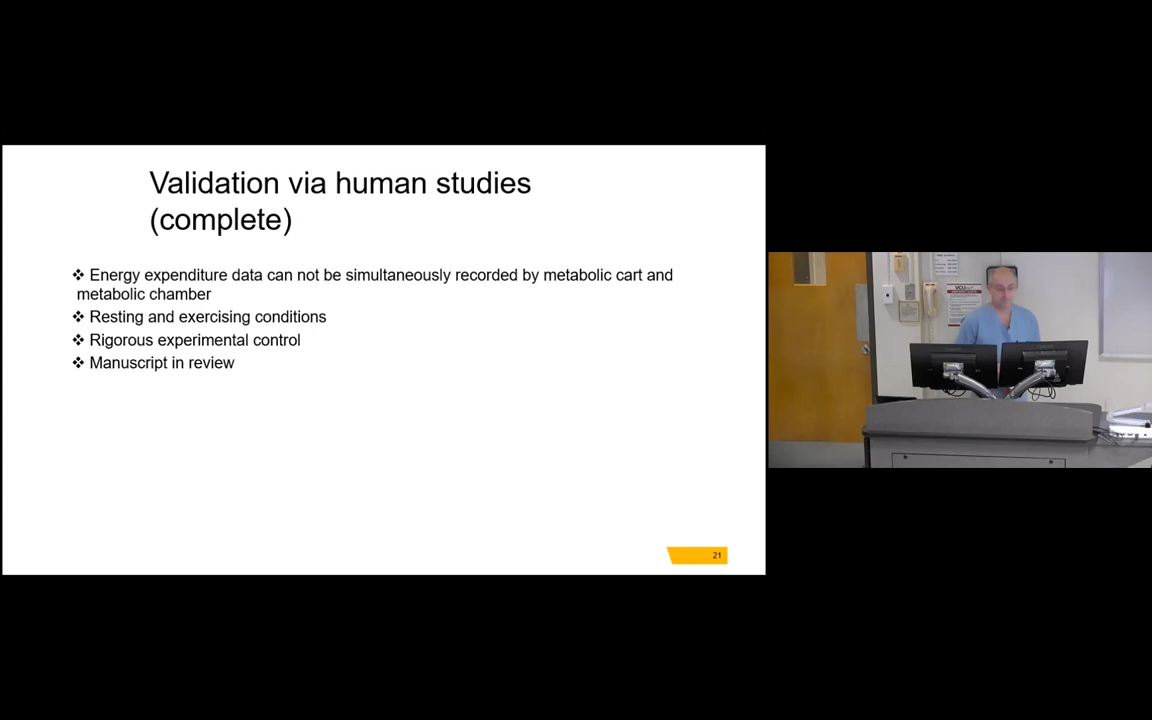 Validation via human studies
(complete)
❖ Energy expenditure data can not be simultaneously recorded by metabolic cart and
metabolic chamber
❖ Resting and exercising conditions
❖ Rigorous experimental control
❖ Manuscript in review
21
VCU